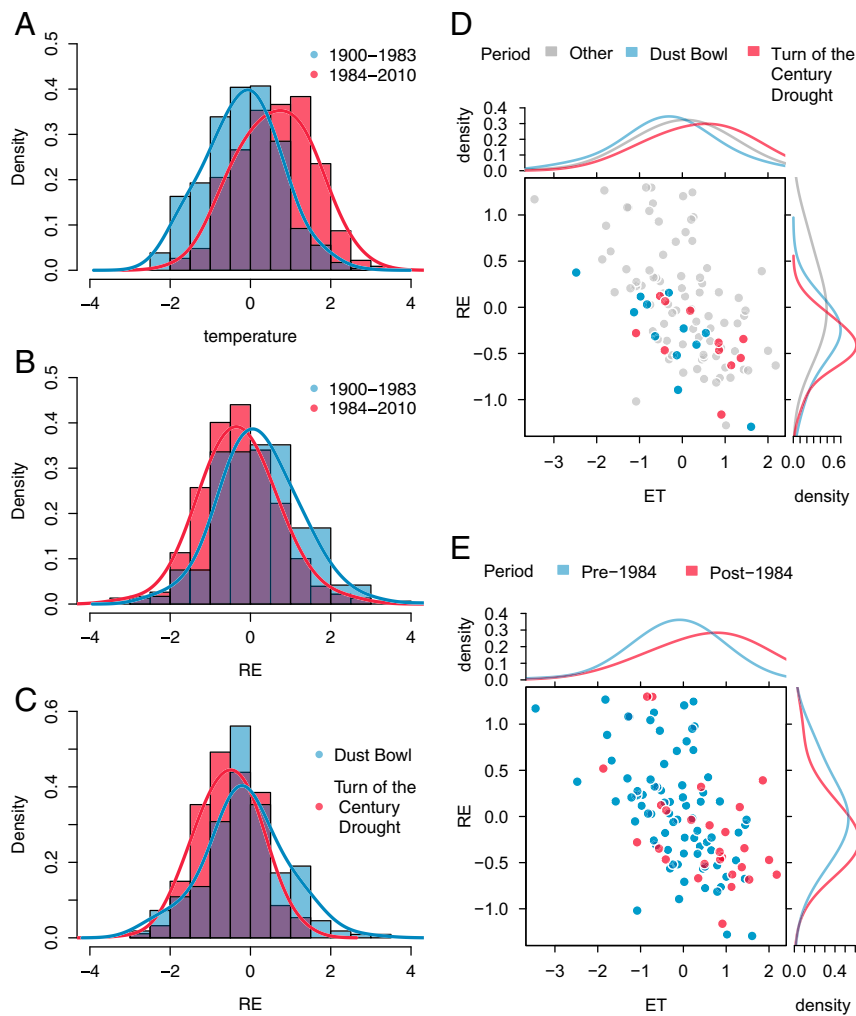 A
0.5
0.4
0.3
0.2
0.1
0.0
Density
1900−1983
1984−2010
−4 −2 0 2 4
temperature
B
0.5
0.4
0.3
0.2
0.1
0.0
Density
1900−1983
1984−2010
−4 −2 0 2 4
RE
C
0.6
0.4
0.2
0.0
Density
Dust Bowl
Turn of the
Century
Drought
−4 −2 0 2 4
RE
D
Period Other Dust Bowl Turn of the
Century
Drought
0.4
0.3
0.2
0.1
0.0
density
1.0
0.5
0.0
−0.5
−1.0
RE
−3 −2 −1 0 1 2
ET
0.0 0.6
density
E
Period Pre−1984 Post−1984
0.4
0.3
0.2
0.1
0.0
density
1.0
0.5
0.0
−0.5
−1.0
RE
−3 −2 −1 0 1 2
ET
0.0 0.4
density